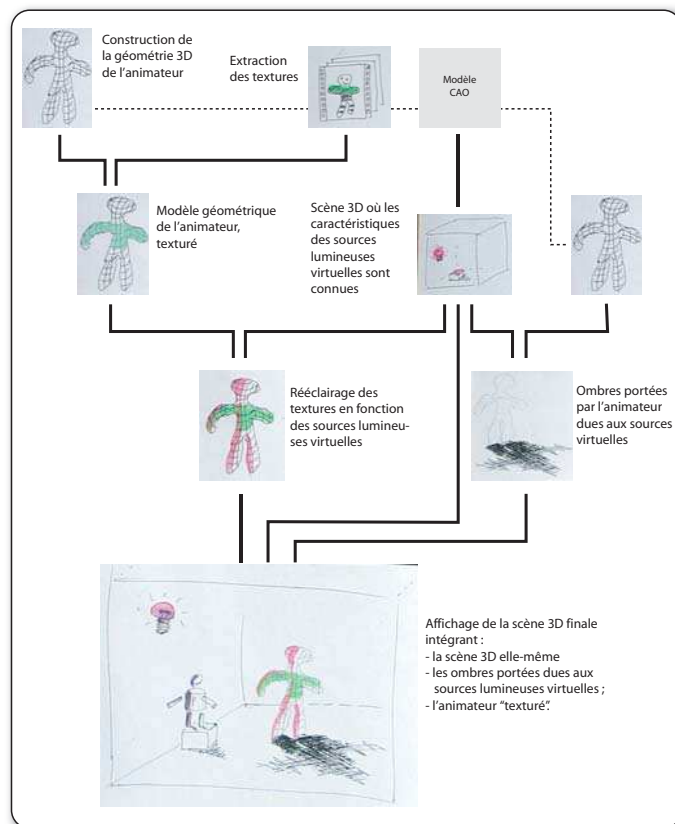 Construction de
la géométrie 3D
de l'animateur
Extraction
des textures
Modèle
CAO
Modèle géométrique
de l'animateur,
texturé
Scène 3D où les
caractéristiques
des sources
lumineuses
virtuelles sont
connues
Rééclairage des
textures en fonction
des sources lumineu-
ses virtuelles
Ombres portées
par l'animateur
dues aux sources
virtuelles
Affichage de la scène 3D finale
intégrant :
- la scène 3D elle-même
- les ombres portées dues aux
sources lumineuses virtuelles ;
- l'animateur "texturé".